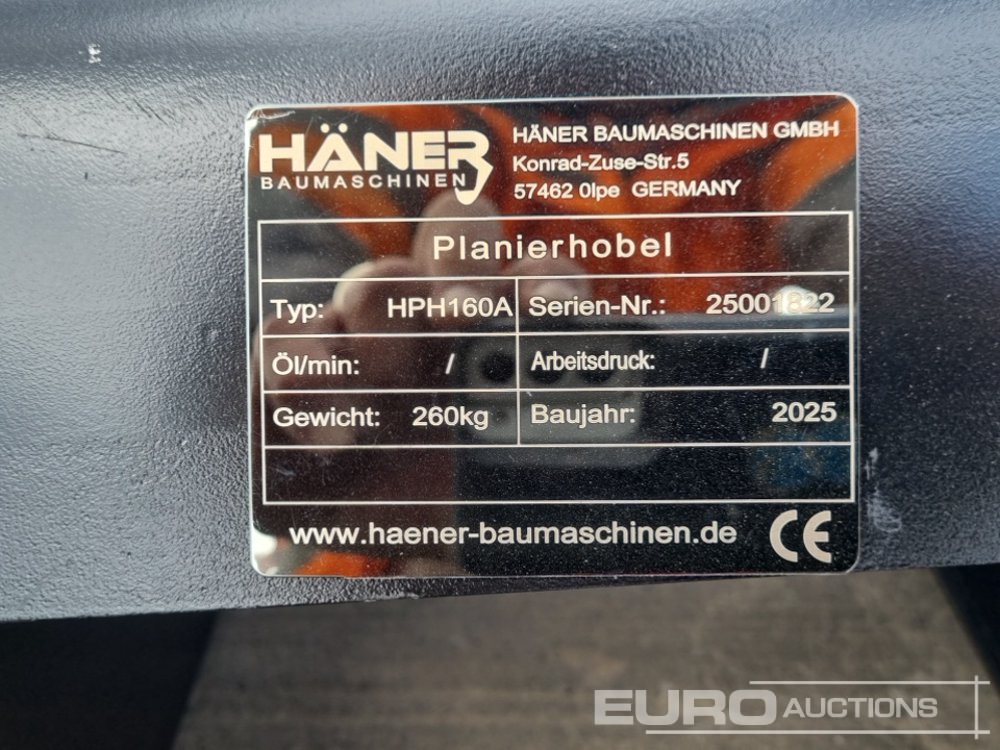 HÄNER
BAUMASCHINEN
HÄNER BAUMASCHINEN GMBH
Konrad-Zuse-Str.5
57462 Olpe GERMANY
Planierhobel
Typ: HPH160A Serien-Nr.: 25001822
Öl/min: / Arbeitsdruck: /
Gewicht: 260kg Baujahr: 2025
www.haener-baumaschinen.de CE
EURO AUCTIONS